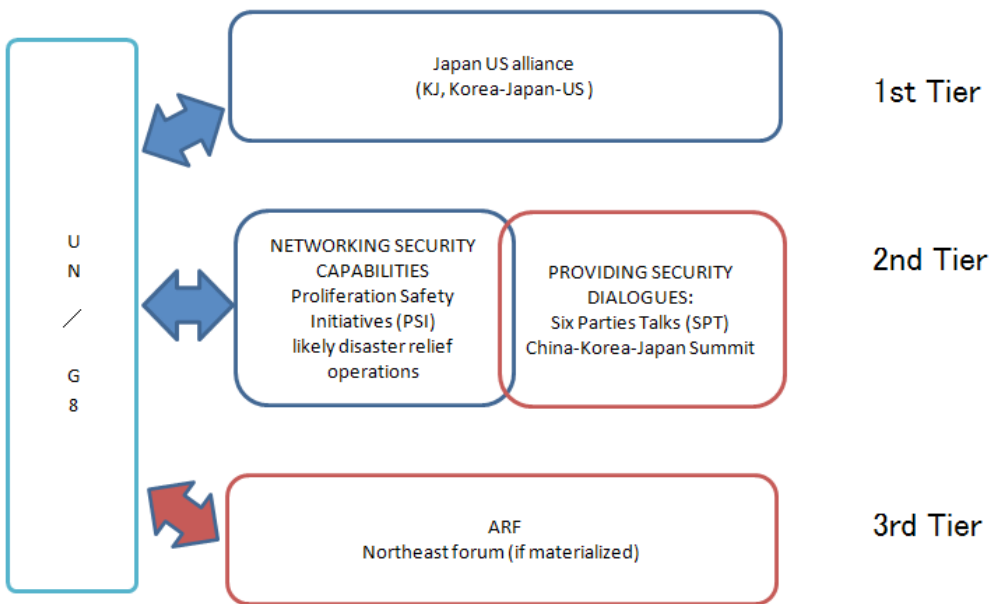 UN／G8
Japan US alliance
(KJ, Korea-Japan-US )
1st Tier
NETWORKING SECURITY
CAPABILITIES
Proliferation Safety
Initiatives (PSI)
likely disaster relief
operations
PROVIDING SECURITY
DIALOGUES:
Six Parties Talks (SPT)
China-Korea-Japan Summit
2nd Tier
ARF
Northeast forum (if materialized)
3rd Tier